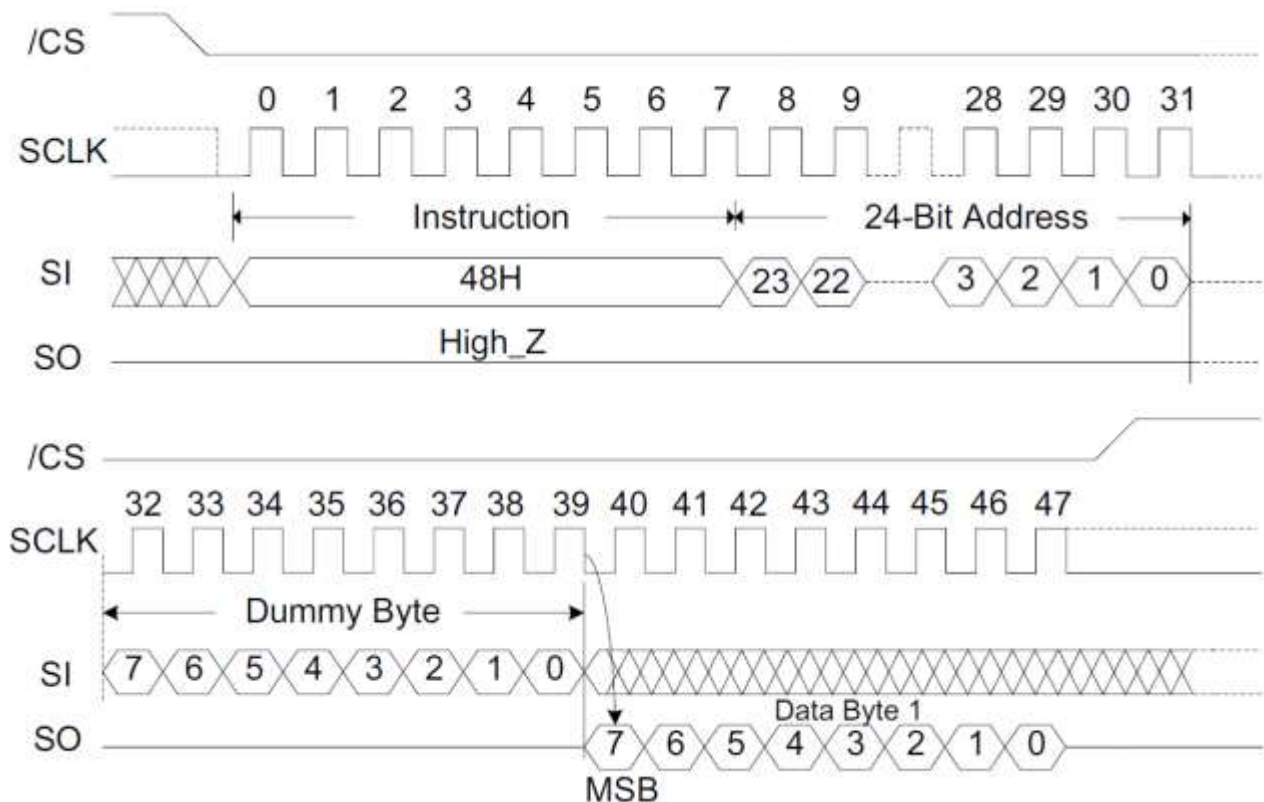 /CS
0 1 2 3 4 5 6 7 8 9 28 29 30 31
SCLK
Instruction 24-Bit Address
SI 48H 23 22 3 2 1 0
High_Z
SO
/CS
32 33 34 35 36 37 38 39 40 41 42 43 44 45 46 47
SCLK
Dummy Byte
SI 7 6 5 4 3 2 1 0
Data Byte 1
SO 7 6 5 4 3 2 1 0
MSB